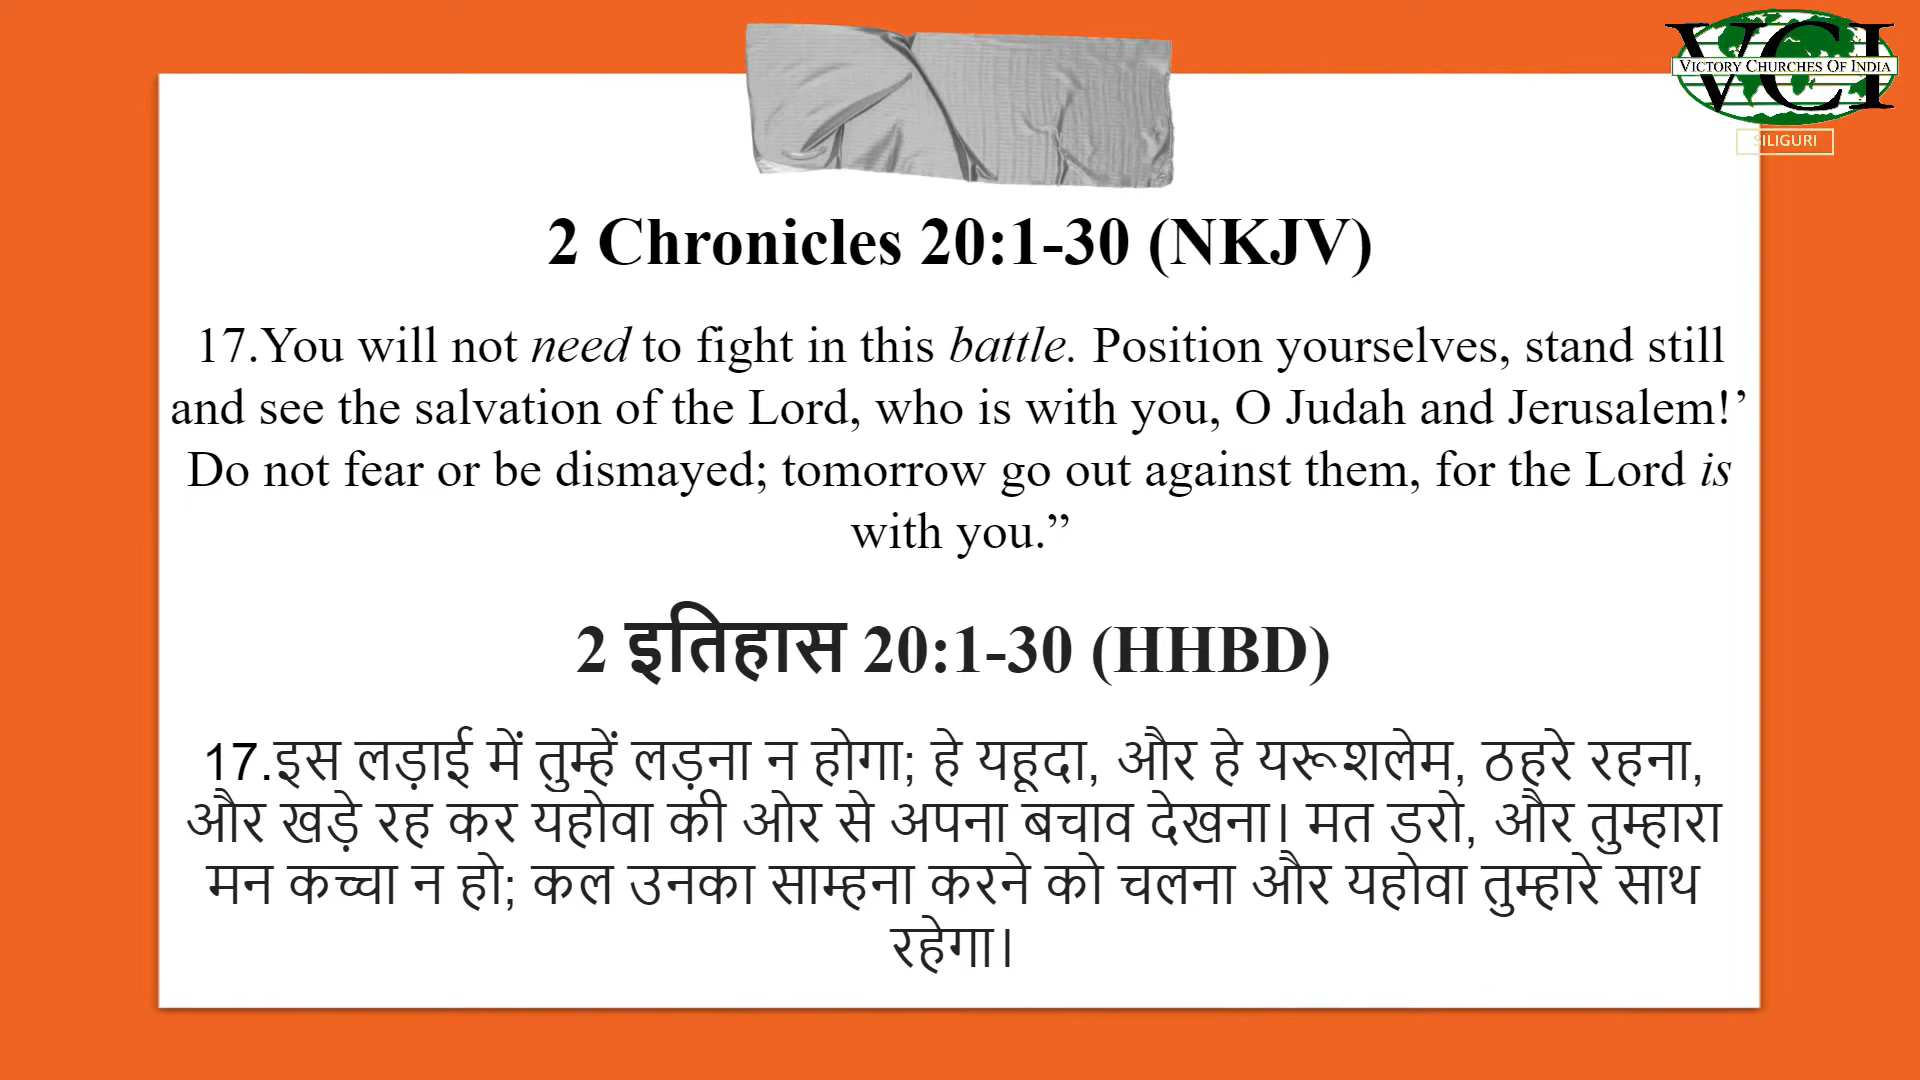 VCI
VICTORY CHURCHES OF INDIA
SILIGURI
2 Chronicles 20:1-30 (NKJV)
17.You will not need to fight in this battle. Position yourselves, stand still
and see the salvation of the Lord, who is with you, O Judah and Jerusalem!’
Do not fear or be dismayed; tomorrow go out against them, for the Lord is
with you.”
2 इतिहास 20:1-30 (HHBD)
17.इस लड़ाई में तुम्हें लड़ना न होगा; हे यहूदा, और हे यरूशलेम, ठहरे रहना,
और खड़े रह कर यहोवा की ओर से अपना बचाव देखना। मत डरो, और तुम्हारा
मन कच्चा न हो; कल उनका साम्हना करने को चलना और यहोवा तुम्हारे साथ
रहेगा।